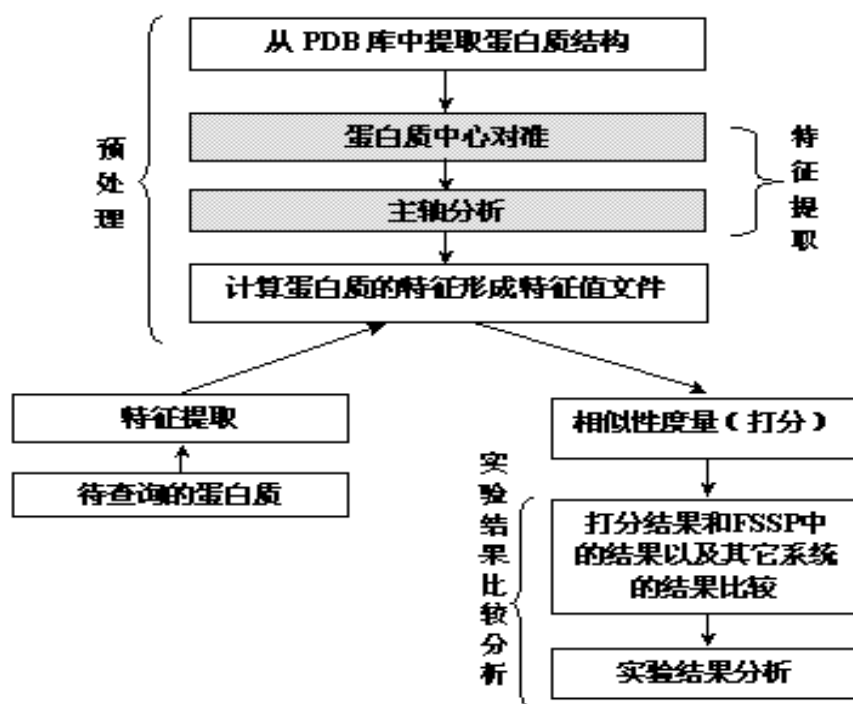 从 PDB 库中提取蛋白质结构
预处理
蛋白质中心对准
特征提取
主轴分析
计算蛋白质的特征形成特征值文件
特征提取
待查询的蛋白质
相似性度量（打分）
实验结果比较分析
打分结果和FSSP中
的结果以及其它系统
的结果比较
实验结果分析